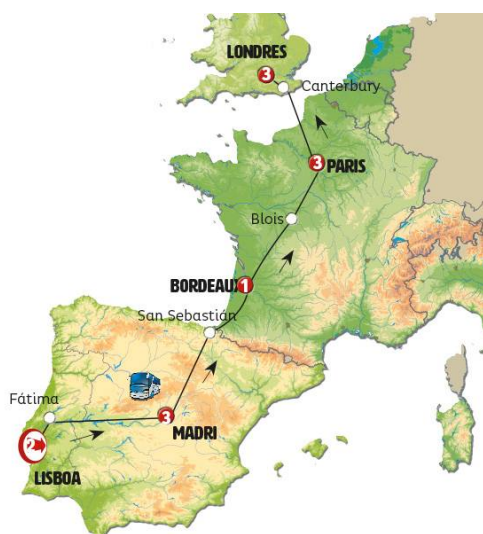 LONDRES
3
Canterbury
3
PARIS
Blois
BORDEAUX
1
San Sebastián
Fátima
3
MADRI
2
LISBOA